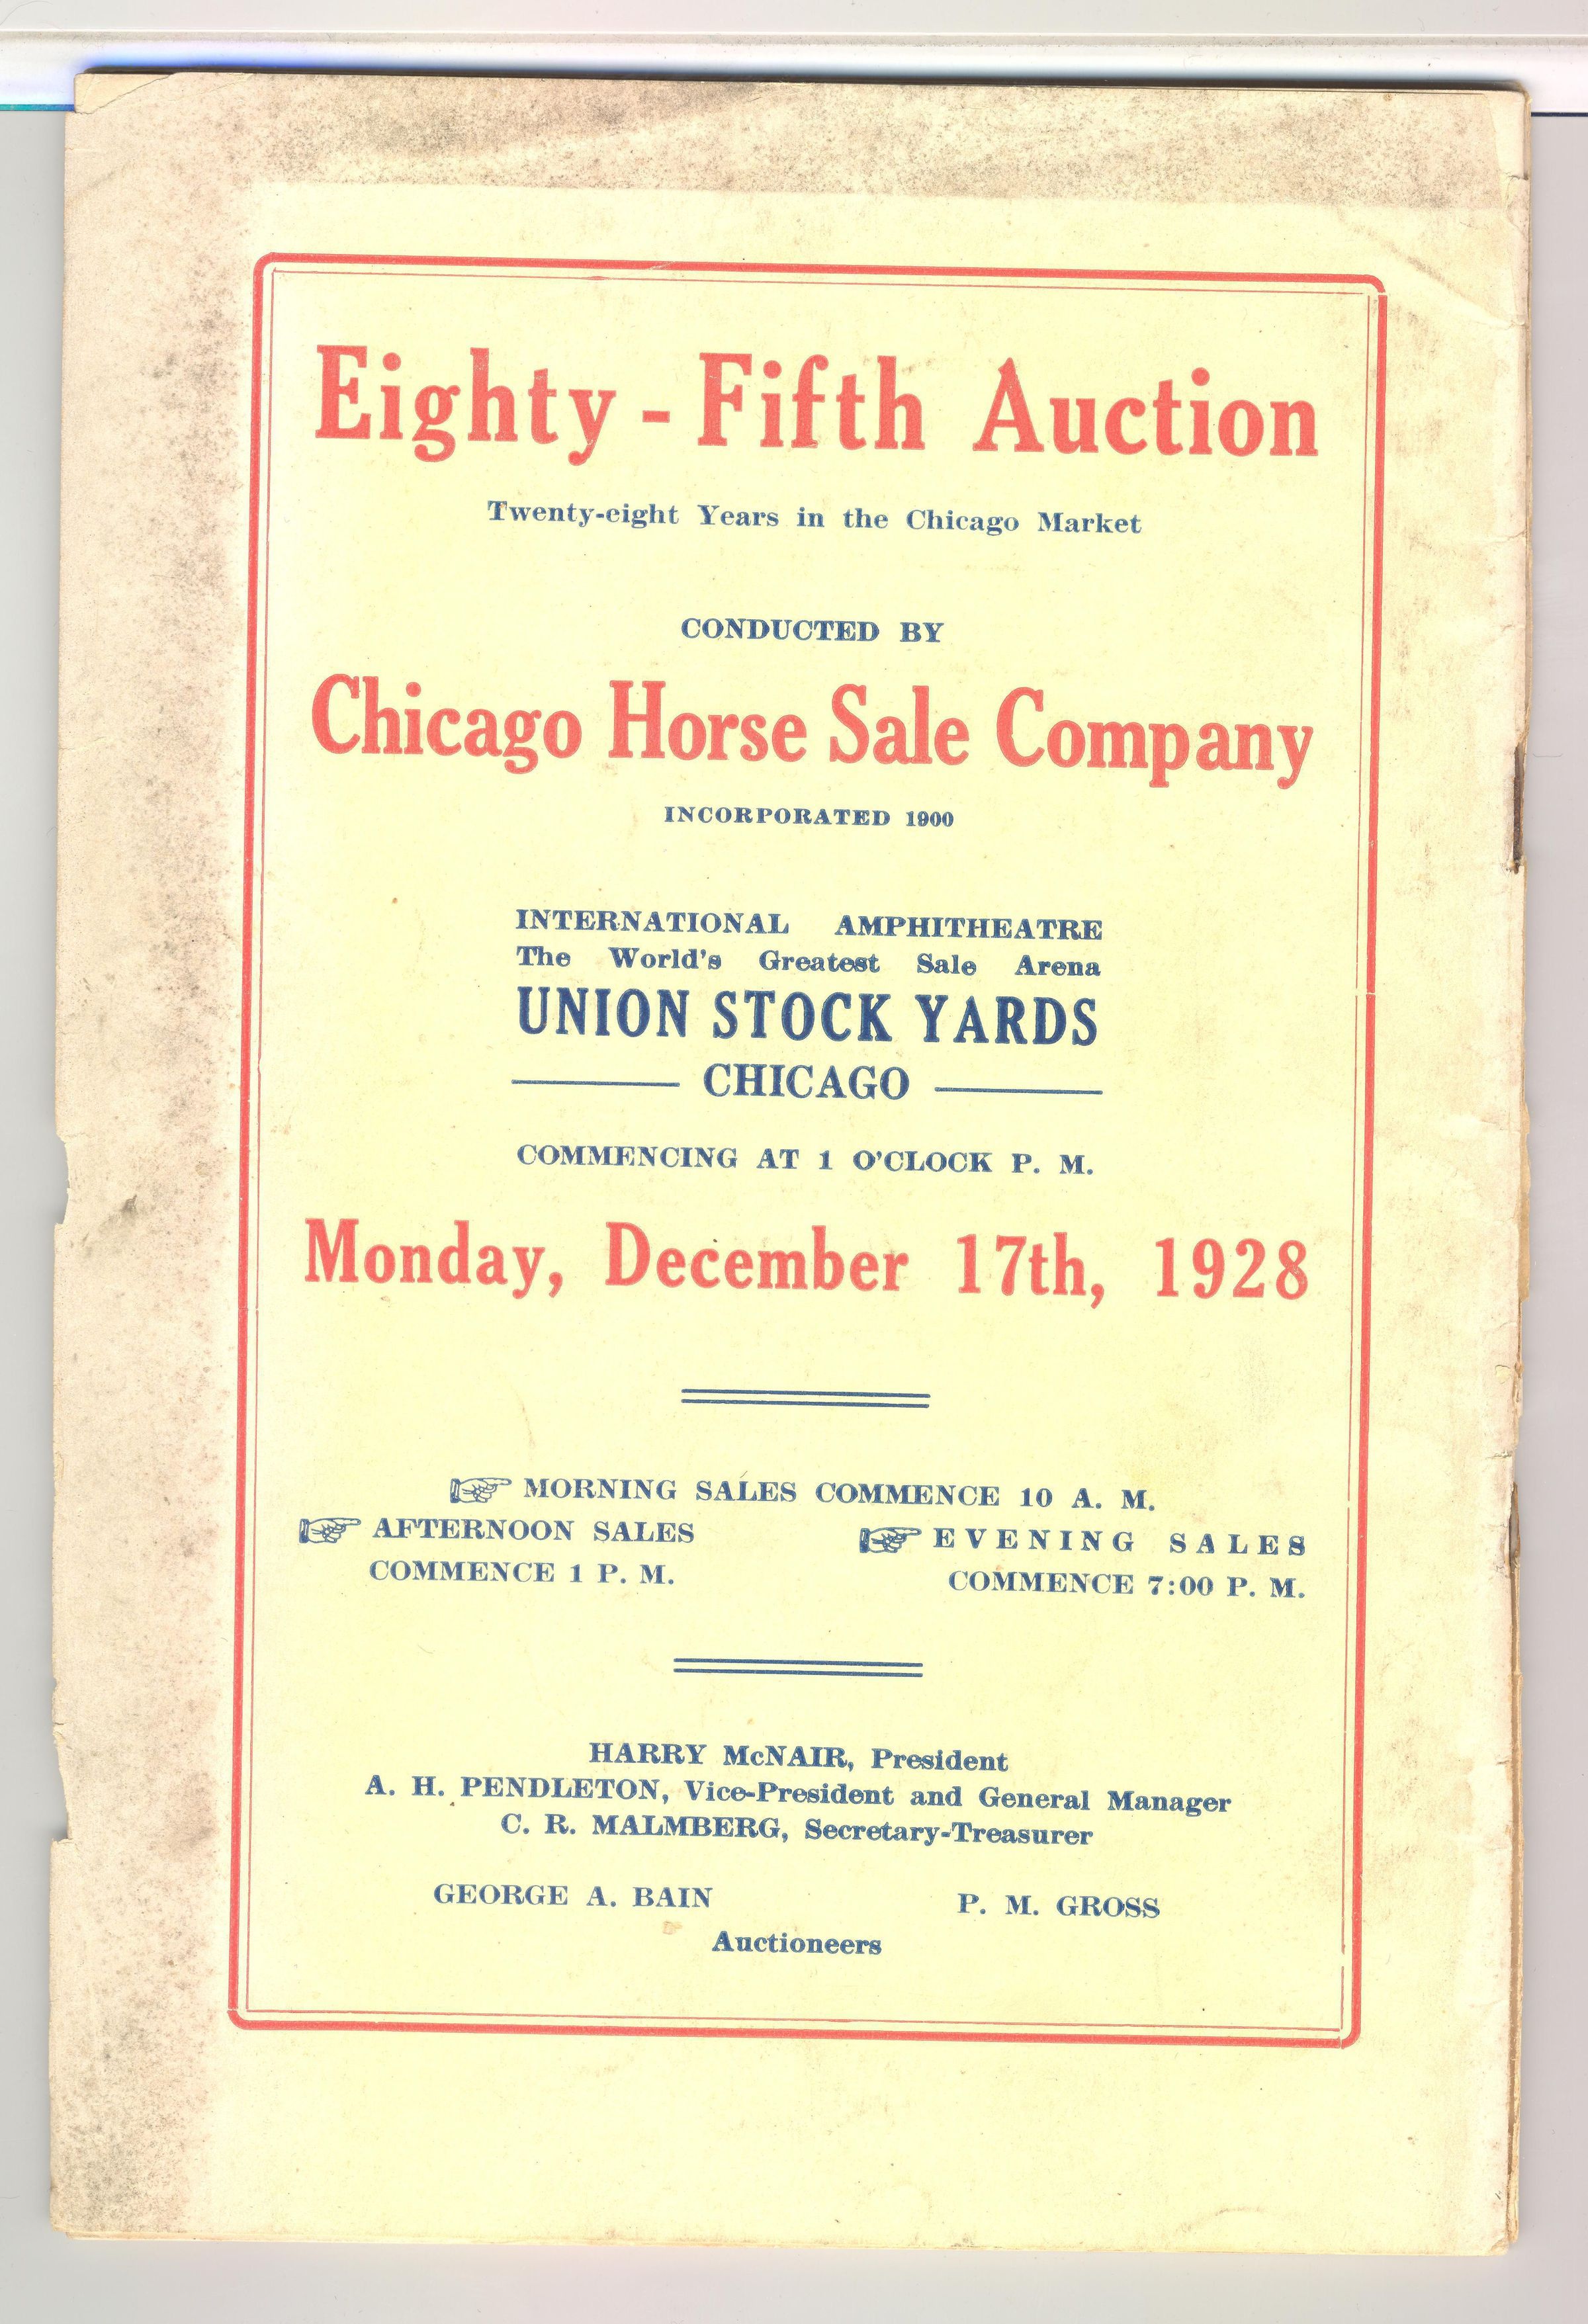 Eighty - Fifth Auction
Twenty-eight Years in the Chicago Market
CONDUCTED BY
Chicago Horse Sale Company
INCORPORATED 1900
INTERNATIONAL AMPHITHEATRE
The World's Greatest Sale Arena
UNION STOCK YARDS
CHICAGO
COMMENCING AT 1 O'CLOCK P. M.
Monday, December 17th, 1928
MORNING SALES COMMENCE 10 A. M.
AFTERNOON SALES
COMMENCE 1 P. M.
EVENING SALES
COMMENCE 7:00 P. M.
HARRY McNAIR, President
A. H. PENDLETON, Vice-President and General Manager
C. R. MALMBERG, Secretary-Treasurer
GEORGE A. BAIN P. M. GROSS
Auctioneers